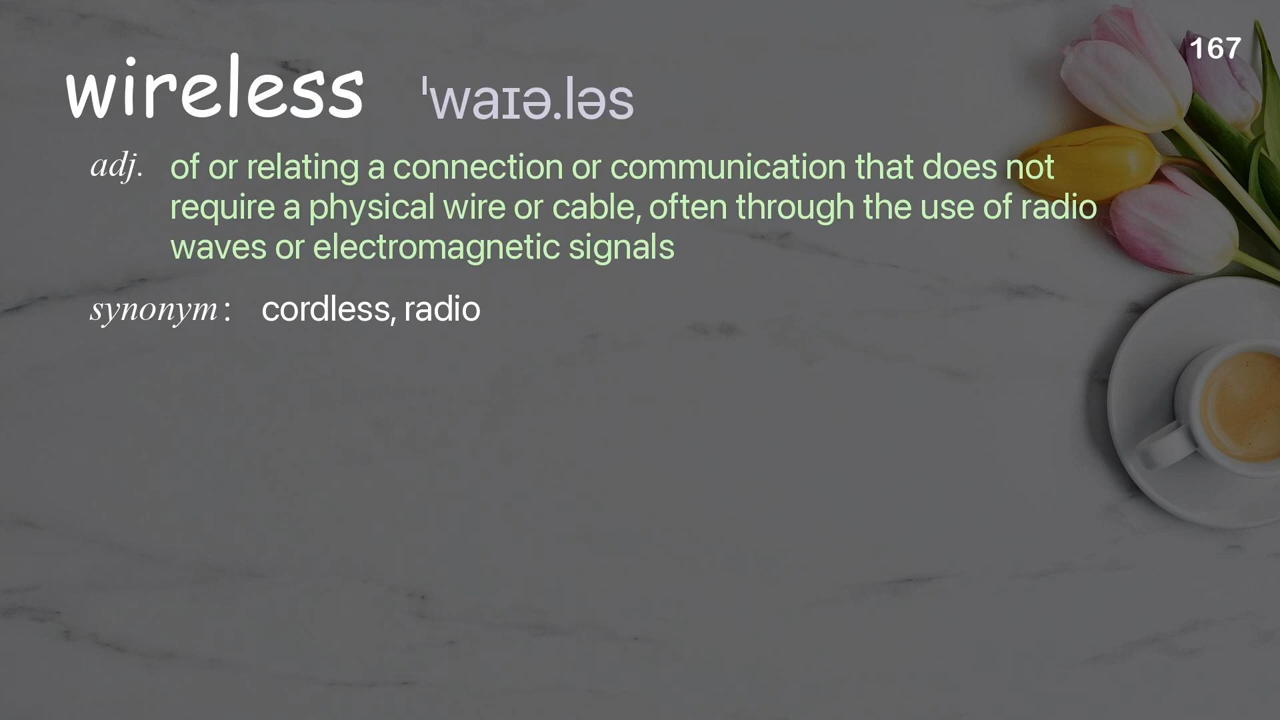 167
wireless ˈwaɪə.ləs
adj. of or relating a connection or communication that does not
require a physical wire or cable, often through the use of radio
waves or electromagnetic signals
synonym: cordless, radio